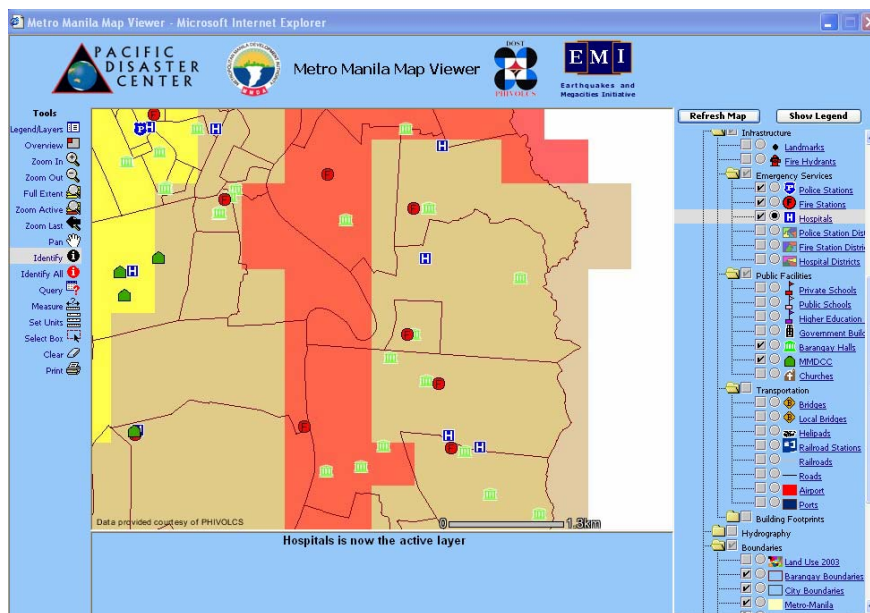 Metro Manila Map Viewer - Microsoft Internet Explorer
PACIFIC
DISASTER
CENTER
Metro Manila Map Viewer
DOST
PHIVOLCS
EMI
Earthquakes and
Megacities Initiative
Tools
Legend/Layers
Overview
Zoom In
Zoom Out
Full Extent
Zoom Active
Zoom Last
Pan
Identify
Identify All
Query
Measure
Set Units
Select Box
Clear
Print
Data provided courtesy of PHIVOLCS
0 1.3km
Hospitals is now the active layer
Refresh Map
Show Legend
Infrastructure
Landmarks
Fire Hydrants
Emergency Services
Police Stations
Fire Stations
Hospitals
Police Station Dist
Fire Station Distri
Hospital Districts
Public Facilities
Private Schools
Public Schools
Higher Education
Government Buil
Barangay Halls
MMDCC
Churches
Transportation
Bridges
Local Bridges
Helipads
Railroad Stations
Railroads
Roads
Airport
Ports
Building Footprints
Hydrography
Boundaries
Land Use 2003
Barangay Boundaries
City Boundaries
Metro-Manila